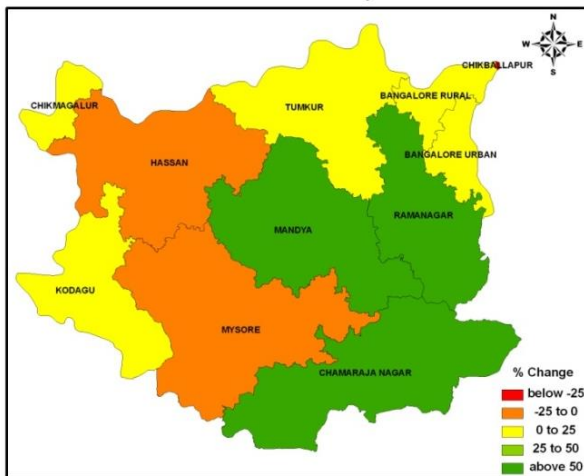 N
W E
S
CHIKBALLAPUR
CHIKMAGALUR
BANGALORE RURAL
TUMKUR
HASSAN
BANGALORE URBAN
RAMANAGAR
MANDYA
KODAGU
MYSORE
CHAMARAJA NAGAR
% Change
below -25
-25 to 0
0 to 25
25 to 50
above 50